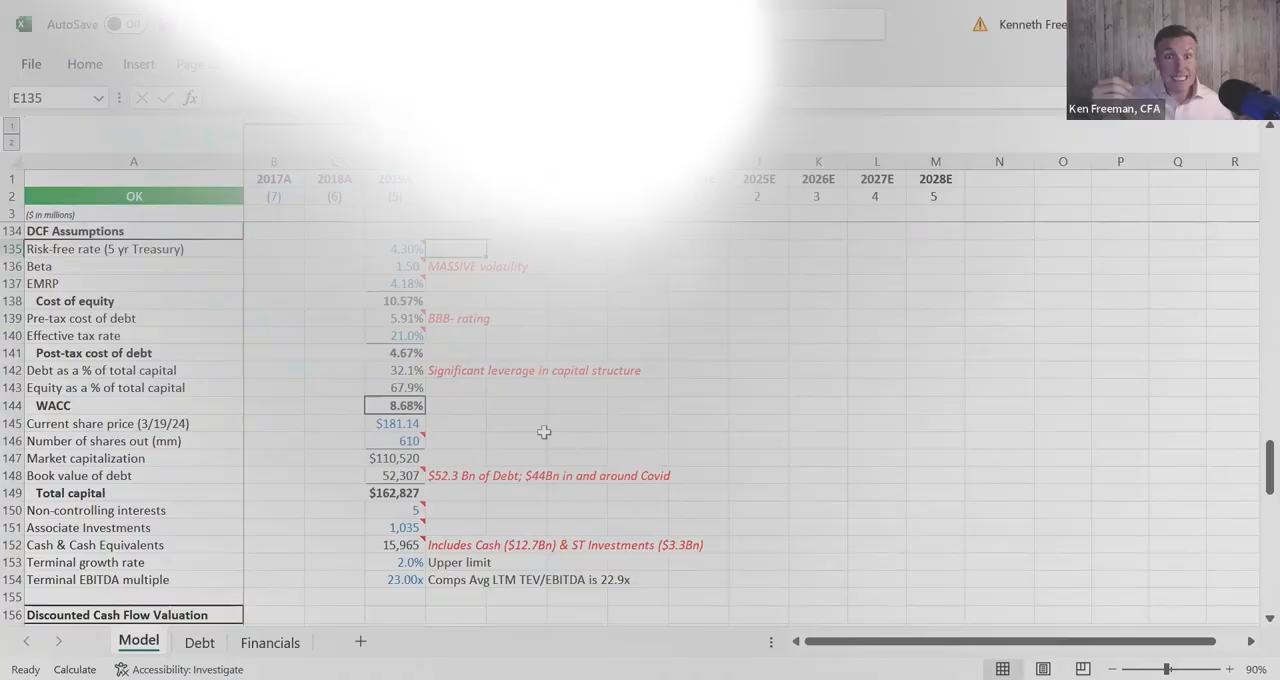 AutoSave Off
Kenneth Free
File Home Insert Page
Ken Freeman, CFA
E135 fx
1
2
A B K L M N O P Q R
1 2017A 2018A 2019A 2025E 2026E 2027E 2028E
2 OK (7) (6) (5) 2 3 4 5
3 ($ in millions)
134 DCF Assumptions
135 Risk-free rate (5 yr Treasury) 4.30%
136 Beta 1.50 MASSIVE volatility
137 EMRP 4.18%
138 Cost of equity 10.57%
139 Pre-tax cost of debt 5.91% BBB- rating
140 Effective tax rate 21.0%
141 Post-tax cost of debt 4.67%
142 Debt as a % of total capital 32.1% Significant leverage in capital structure
143 Equity as a % of total capital 67.9%
144 WACC 8.68%
145 Current share price (3/19/24) $181.14
146 Number of shares out (mm) 610
147 Market capitalization $110,520
148 Book value of debt 52,307 $52.3 Bn of Debt; $44Bn in and around Covid
149 Total capital $162,827
150 Non-controlling interests 5
151 Associate Investments 1,035
152 Cash & Cash Equivalents 15,965 Includes Cash ($12.7Bn) & ST Investments ($3.3Bn)
153 Terminal growth rate 2.0% Upper limit
154 Terminal EBITDA multiple 23.00x Comps Avg LTM TEV/EBITDA is 22.9x
155
156 Discounted Cash Flow Valuation
Model Debt Financials
Ready Calculate Accessibility: Investigate 90%